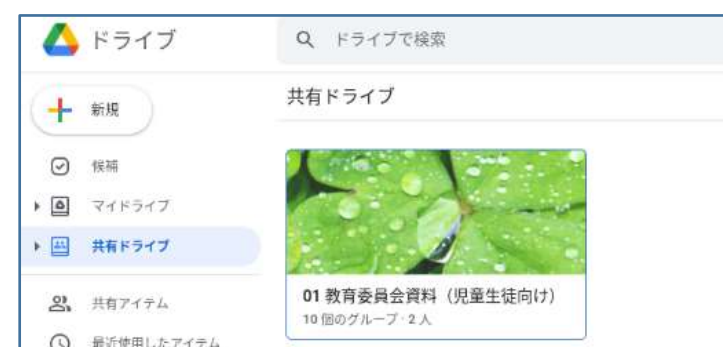 ドライブ
ドライブで検索
新規
共有ドライブ
候補
マイドライブ
共有ドライブ
01 教育委員会資料（児童生徒向け）
10 個のグループ・2 人
共有アイテム
最近使用したアイテム